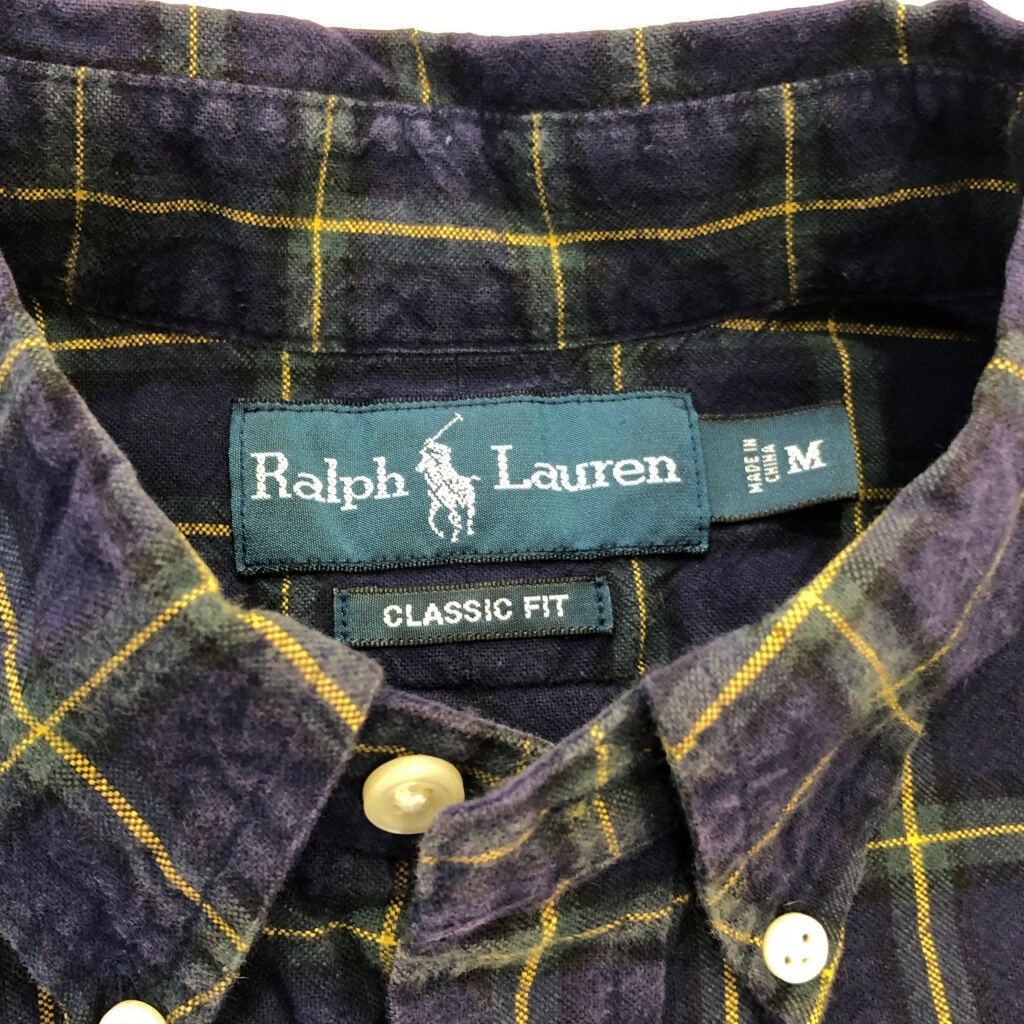 Ralph Lauren
MADE IN
CHINA
M
CLASSIC FIT